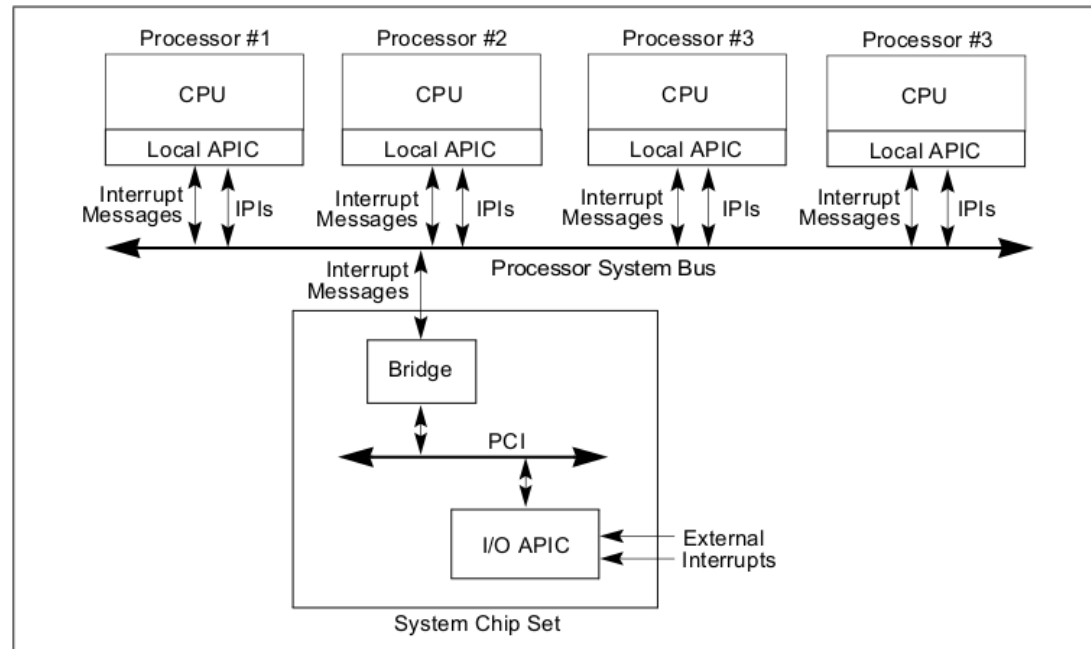 Processor #1
Processor #2
Processor #3
Processor #3
CPU
CPU
CPU
CPU
Local APIC
Local APIC
Local APIC
Local APIC
Interrupt
Messages
IPIs
Interrupt
Messages
IPIs
Interrupt
Messages
IPIs
Interrupt
Messages
IPIs
Processor System Bus
Interrupt
Messages
Bridge
PCI
I/O APIC
External
Interrupts
System Chip Set